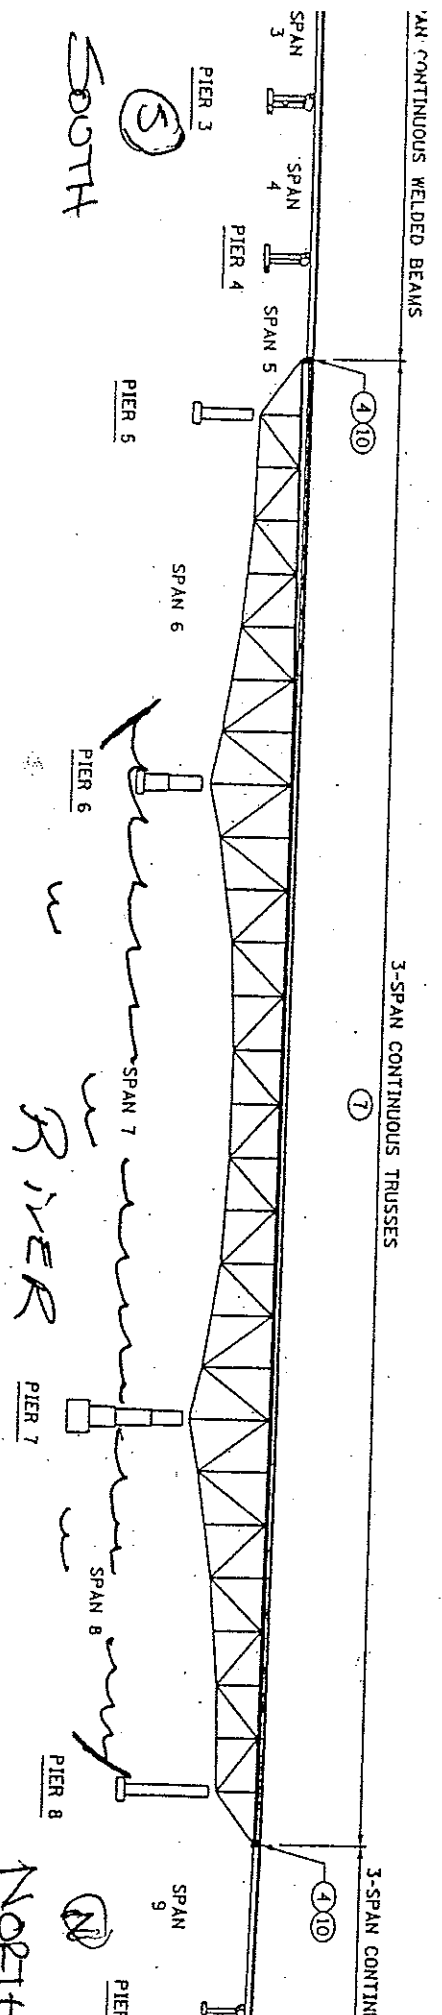 'AN CONTINUOUS WELDED BEAMS
3-SPAN CONTINUOUS TRUSSES
3-SPAN CONTIN
4 10
7
4 10
SPAN
3
SPAN
4
SPAN 5
SPAN 6
SPAN 7
SPAN 8
SPAN
9
PIER 3
PIER 4
PIER 5
PIER 6
PIER 7
PIER 8
PIER
S
SOUTH
RIVER
N
NORTH